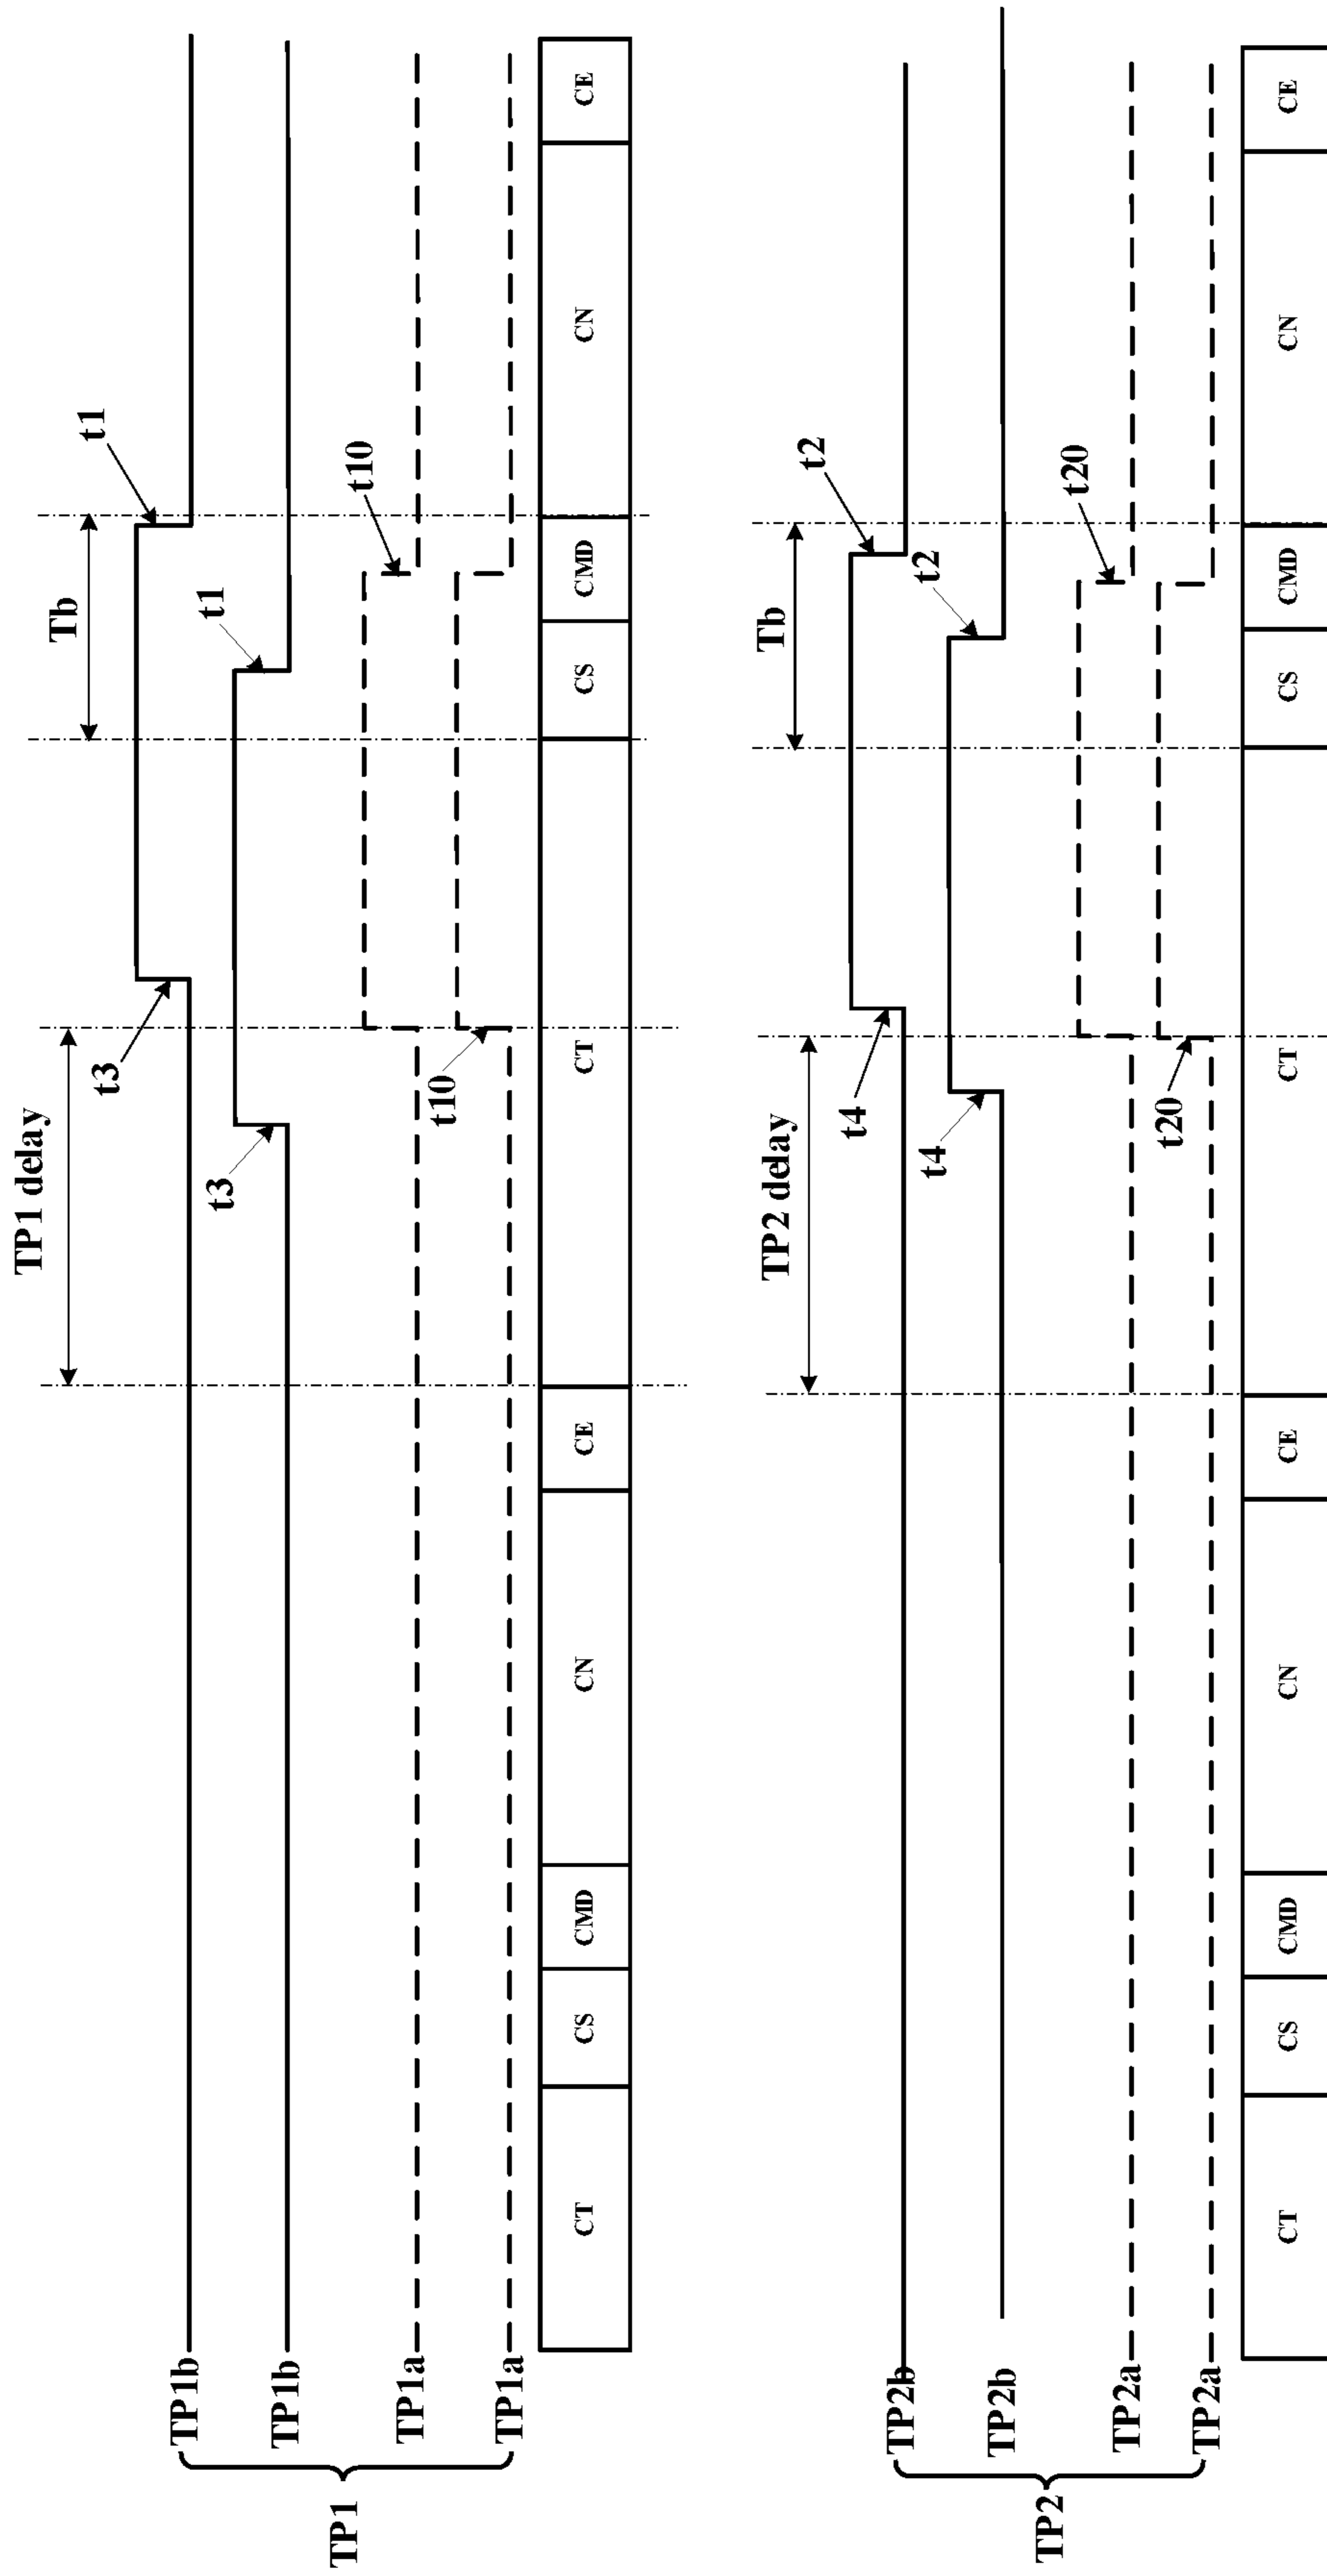 TP1 delay
Tb
t3
t1
TP1b
t3
t1
TP1b
t10
TP1a
t10
TP1a
TP1
CT
CS
CMD
CN
CE
CT
CS
CMD
CN
CE
TP2 delay
Tb
t4
t2
TP2b
t4
t2
TP2b
t20
TP2a
t20
TP2a
TP2
CT
CS
CMD
CN
CE
CT
CS
CMD
CN
CE